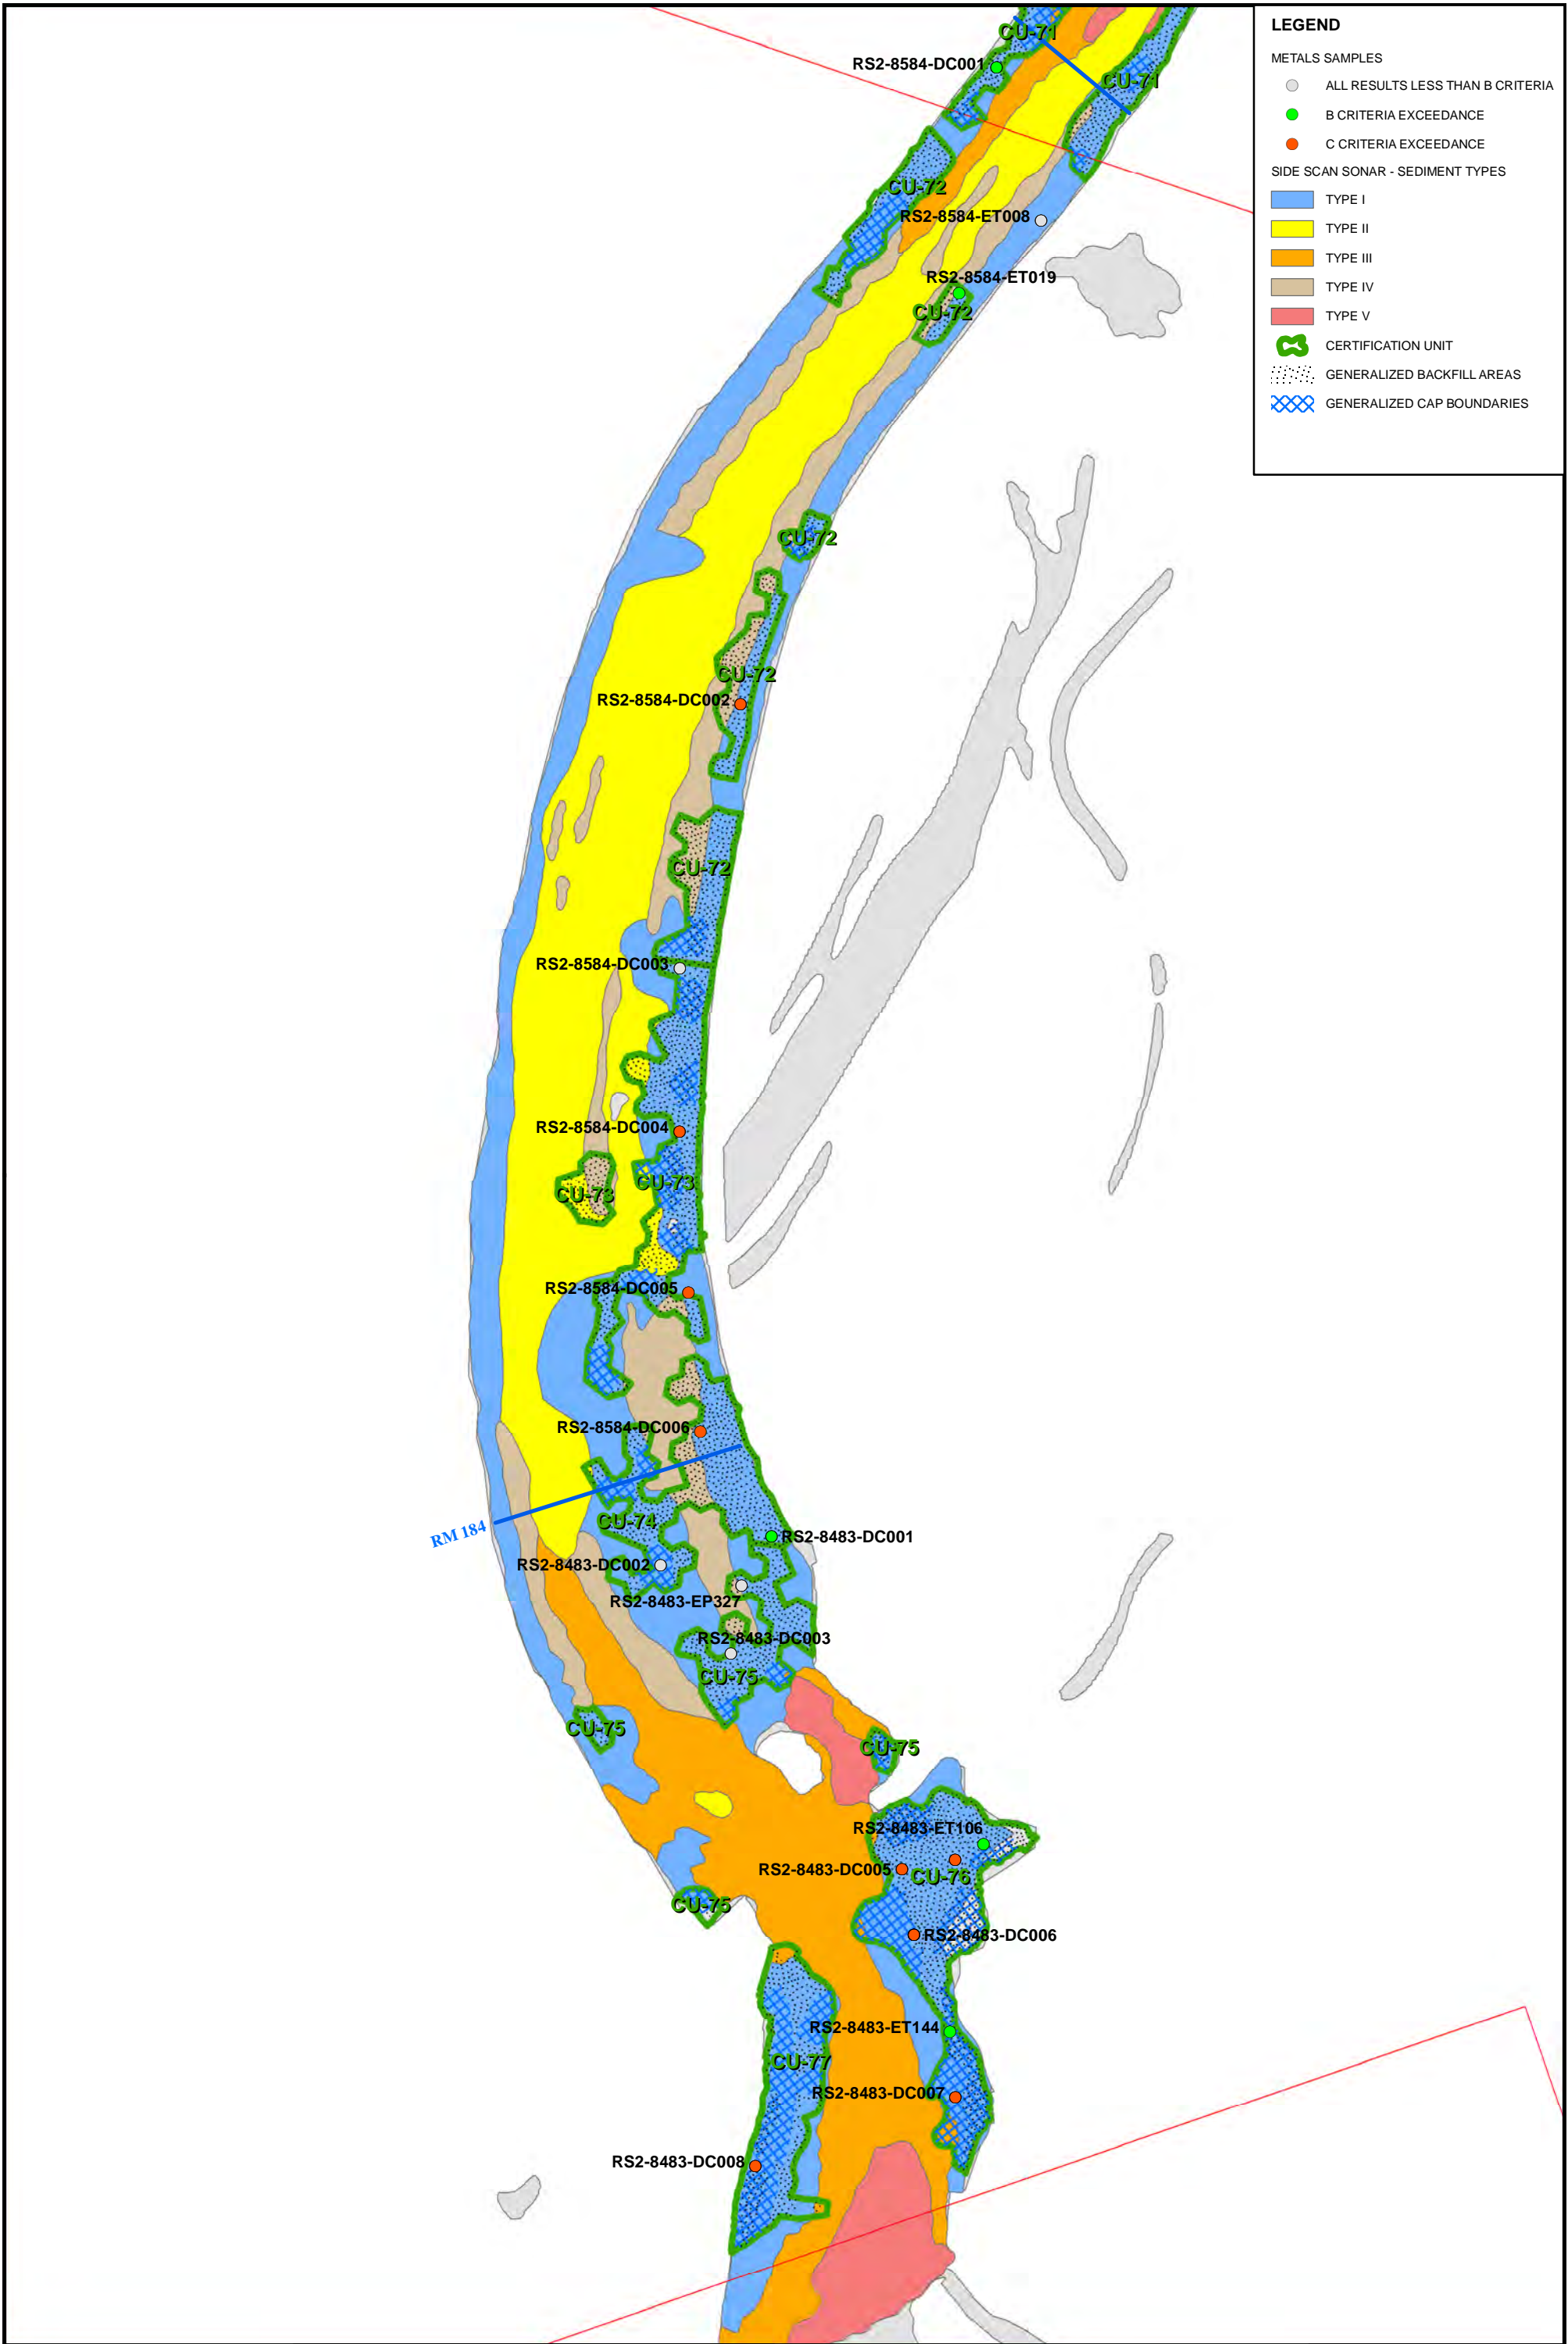 LEGEND
METALS SAMPLES
ALL RESULTS LESS THAN B CRITERIA
B CRITERIA EXCEEDANCE
C CRITERIA EXCEEDANCE
SIDE SCAN SONAR - SEDIMENT TYPES
TYPE I
TYPE II
TYPE III
TYPE IV
TYPE V
CERTIFICATION UNIT
GENERALIZED BACKFILL AREAS
GENERALIZED CAP BOUNDARIES
CU-71
RS2-8584-DC001
CU-71
CU-72
RS2-8584-ET008
RS2-8584-ET019
CU-72
CU-72
CU-72
RS2-8584-DC002
CU-72
RS2-8584-DC003
RS2-8584-DC004
CU-73
CU-73
RS2-8584-DC005
RS2-8584-DC006
RM 184
CU-74
RS2-8483-DC001
RS2-8483-DC002
RS2-8483-EP327
RS2-8483-DC003
CU-75
CU-75
CU-75
RS2-8483-ET106
RS2-8483-DC005
CU-76
CU-75
RS2-8483-DC006
RS2-8483-ET144
CU-77
RS2-8483-DC007
RS2-8483-DC008